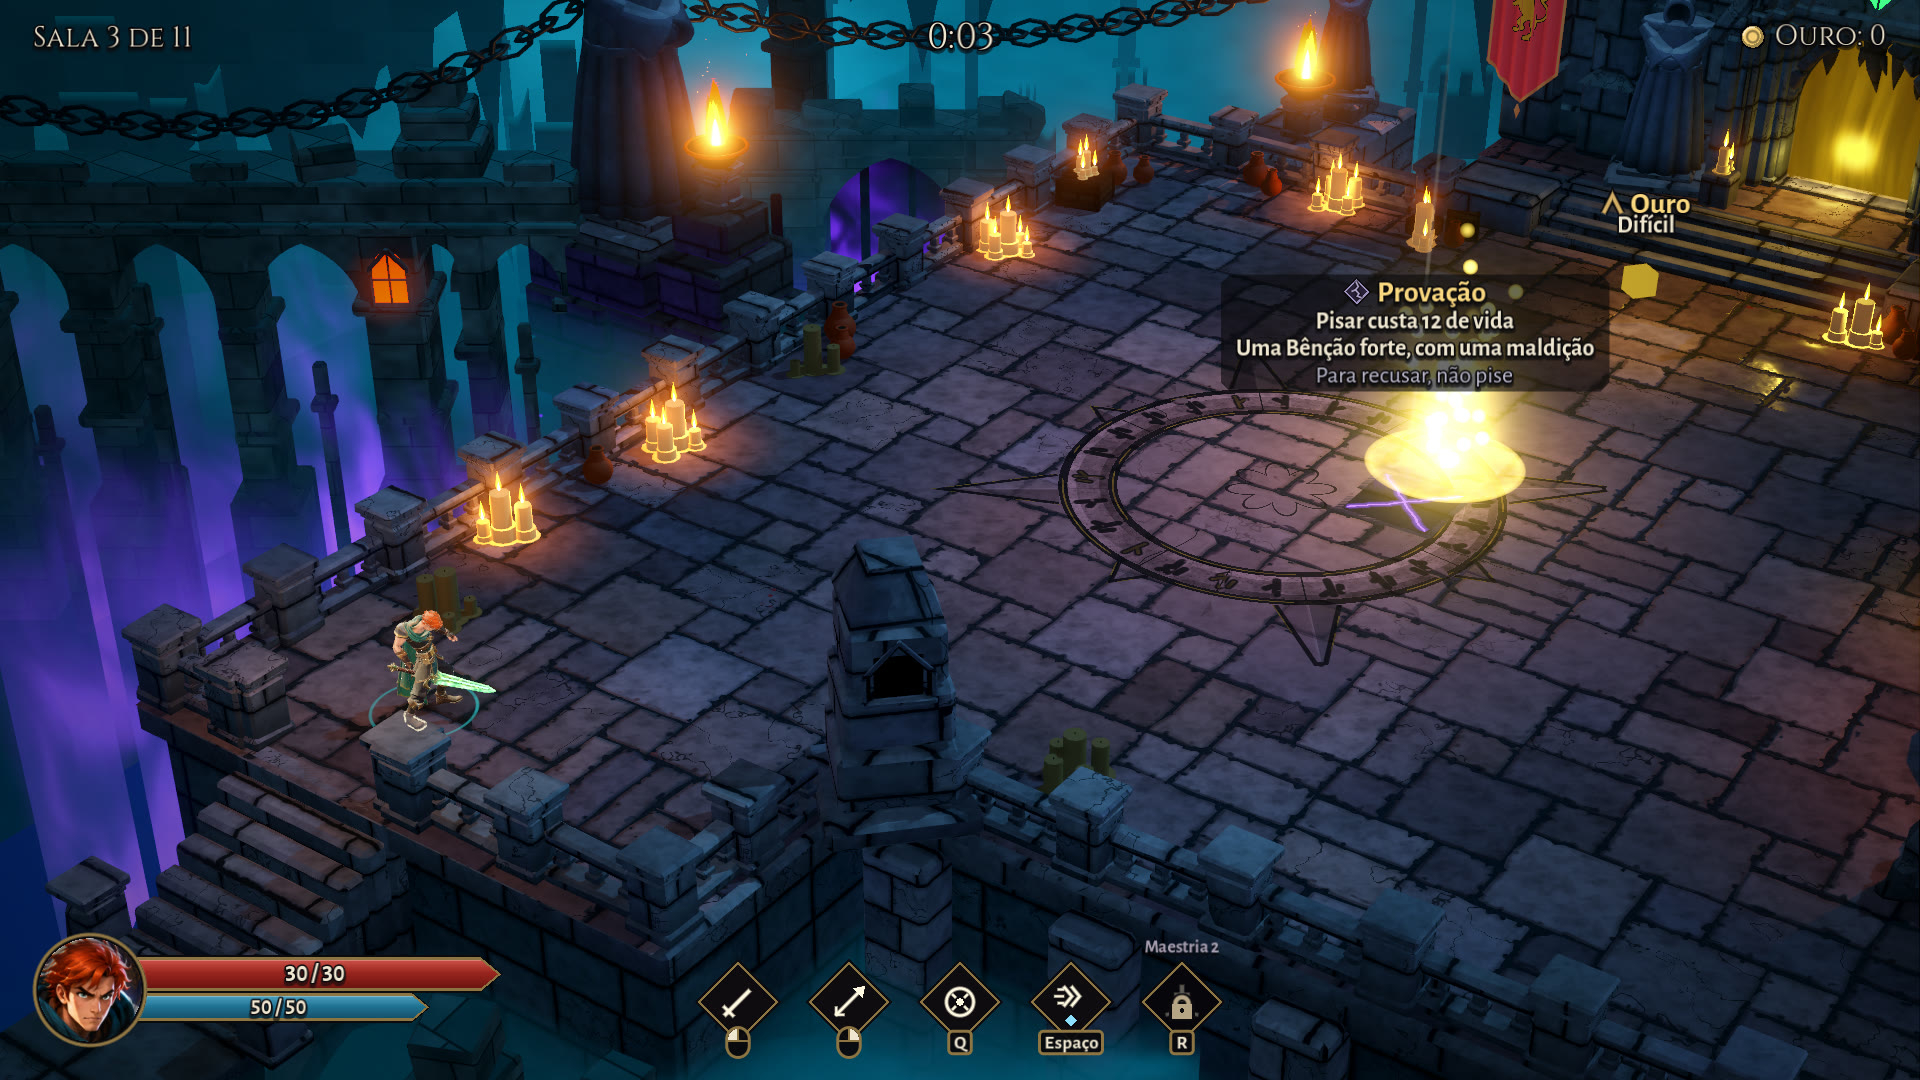 SALA 3 DE 11
0:03
OURO: 0
Ouro
Difícil
Provação
Pisar custa 12 de vida
Uma Bênção forte, com uma maldição
Para recusar, não pise
30/30
50/50
Maestria 2
Q
Espaço
R